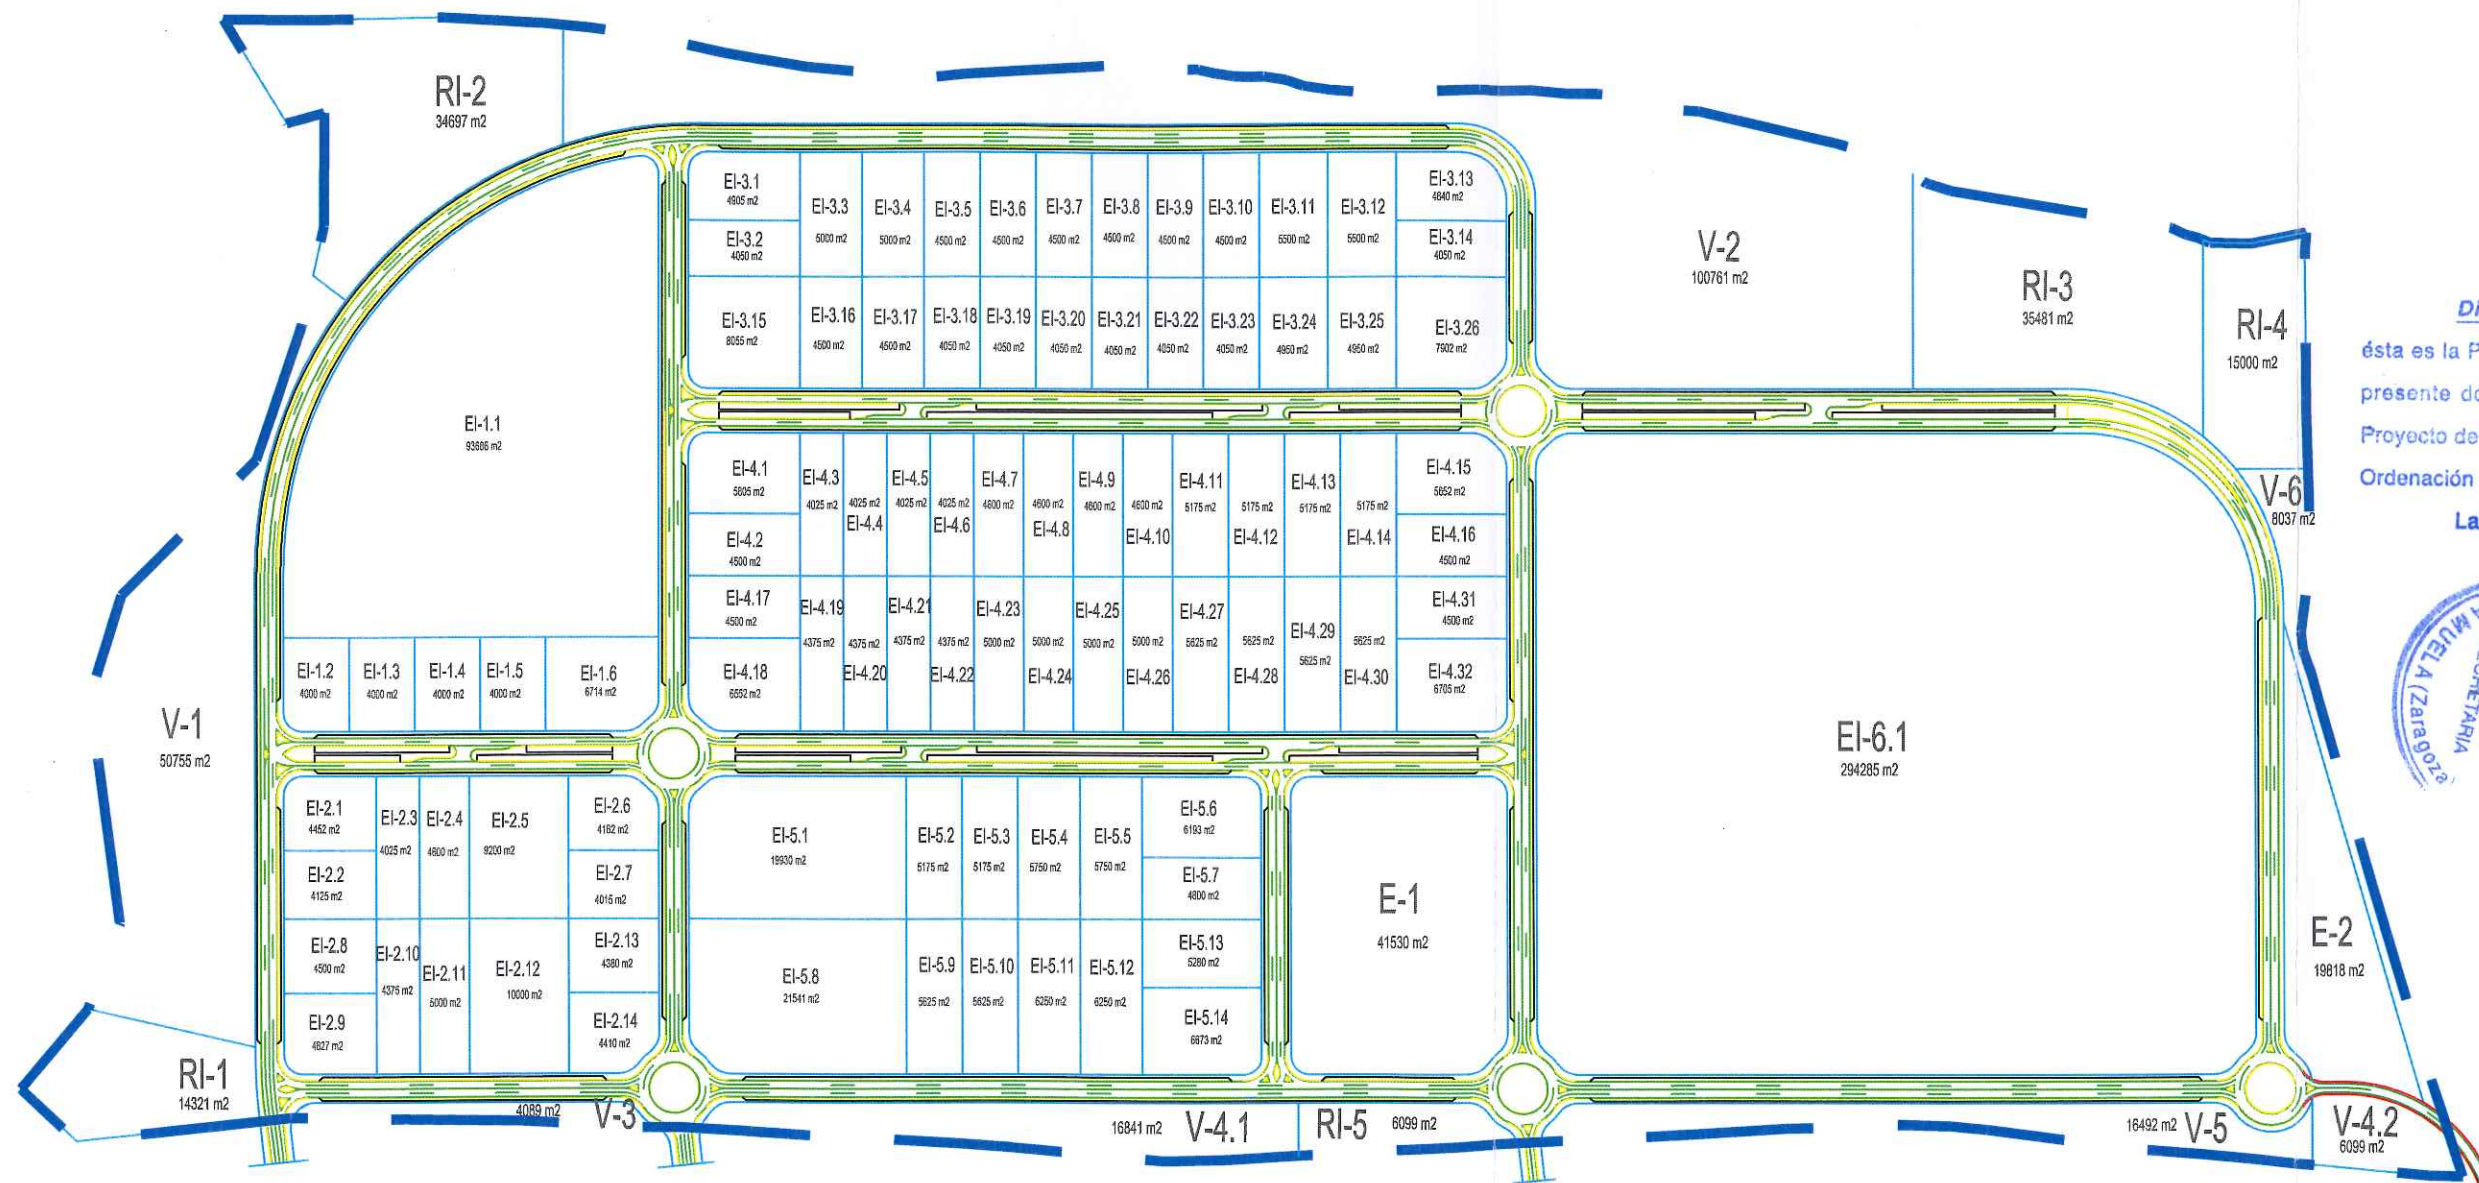 RI-2
34697 m2
EI-3.1
4905 m2
EI-3.2
4050 m2
EI-3.3
5000 m2
EI-3.4
5000 m2
EI-3.5
4500 m2
EI-3.6
4500 m2
EI-3.7
4500 m2
EI-3.8
4500 m2
EI-3.9
4500 m2
EI-3.10
4500 m2
EI-3.11
5500 m2
EI-3.12
5500 m2
EI-3.13
4640 m2
EI-3.14
4050 m2
EI-3.15
8055 m2
EI-3.16
4500 m2
EI-3.17
4500 m2
EI-3.18
4050 m2
EI-3.19
4050 m2
EI-3.20
4050 m2
EI-3.21
4050 m2
EI-3.22
4050 m2
EI-3.23
4050 m2
EI-3.24
4950 m2
EI-3.25
4950 m2
EI-3.26
7902 m2
V-2
100761 m2
RI-3
35481 m2
RI-4
15000 m2
V-6
8037 m2
ésta es la P
presente do
Proyecto de
Ordenación
La
MUELA (Zaragoza)
EI-1.1
93686 m2
EI-1.2
4000 m2
EI-1.3
4000 m2
EI-1.4
4000 m2
EI-1.5
4000 m2
EI-1.6
6714 m2
EI-4.1
5805 m2
EI-4.2
4500 m2
EI-4.3
4025 m2
4025 m2
EI-4.4
EI-4.5
4025 m2
4025 m2
EI-4.6
EI-4.7
4600 m2
4600 m2
EI-4.8
EI-4.9
4600 m2
4600 m2
EI-4.10
EI-4.11
5175 m2
5175 m2
EI-4.12
EI-4.13
5175 m2
5175 m2
EI-4.14
EI-4.15
5652 m2
EI-4.16
4500 m2
EI-4.17
4500 m2
EI-4.18
6552 m2
EI-4.19
4375 m2
4375 m2
EI-4.20
EI-4.21
4375 m2
4375 m2
EI-4.22
EI-4.23
5000 m2
5000 m2
EI-4.24
EI-4.25
5000 m2
5000 m2
EI-4.26
EI-4.27
5625 m2
5625 m2
EI-4.28
EI-4.29
5625 m2
5625 m2
EI-4.30
EI-4.31
4500 m2
EI-4.32
6705 m2
V-1
50755 m2
EI-6.1
294285 m2
EI-2.1
4452 m2
EI-2.2
4125 m2
EI-2.3
4025 m2
EI-2.4
4600 m2
EI-2.5
9200 m2
EI-2.6
4182 m2
EI-2.7
4015 m2
EI-2.8
4500 m2
EI-2.9
4827 m2
EI-2.10
4375 m2
EI-2.11
5000 m2
EI-2.12
10000 m2
EI-2.13
4380 m2
EI-2.14
4410 m2
EI-5.1
19930 m2
EI-5.2
5175 m2
EI-5.3
5175 m2
EI-5.4
5750 m2
EI-5.5
5750 m2
EI-5.6
6193 m2
EI-5.7
4800 m2
EI-5.8
21541 m2
EI-5.9
5625 m2
EI-5.10
5625 m2
EI-5.11
6250 m2
EI-5.12
6250 m2
EI-5.13
5280 m2
EI-5.14
6673 m2
E-1
41530 m2
E-2
19818 m2
RI-1
14321 m2
4089 m2 V-3
16841 m2 V-4.1
RI-5 6099 m2
16492 m2 V-5
V-4.2
6099 m2